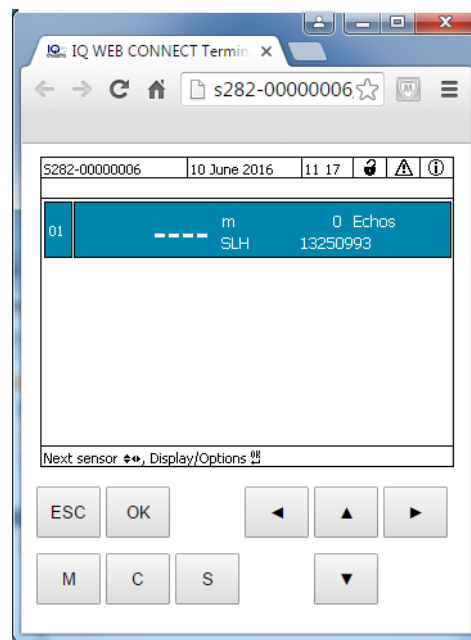 IQ WEB CONNECT Termin
s282-00000006
S282-00000006 10 June 2016 11 17
01 ---- m 0 Echos
SLH 13250993
Next sensor, Display/Options OK
ESC OK
M C S